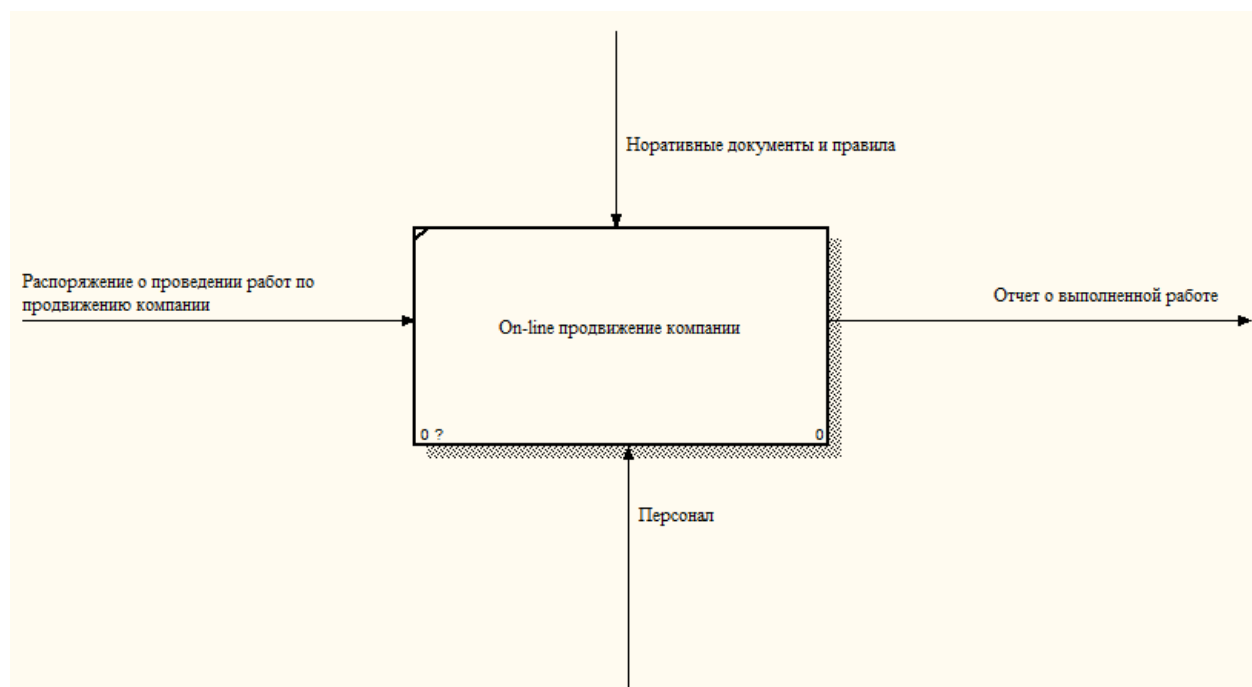 Норативные документы и правила
Распоряжение о проведении работ по
продвижению компании
Отчет о выполненной работе
On-line продвижение компании
0 ?
0
Персонал